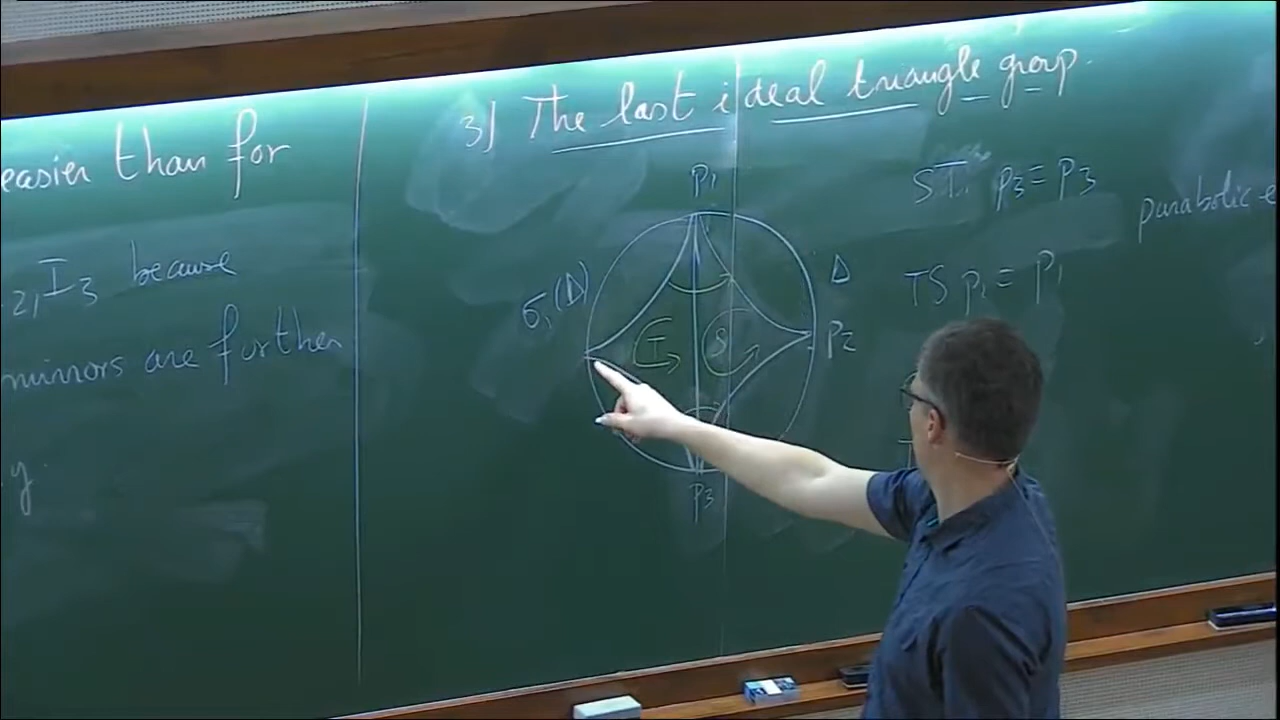 easier than for
2, I3 because
mirrors are further
y
3) The last ideal triangle group.
p1
σ1(Δ)
Δ
T
S
p2
p3
ST p3 = p3
TS p1 = p1
parabolic